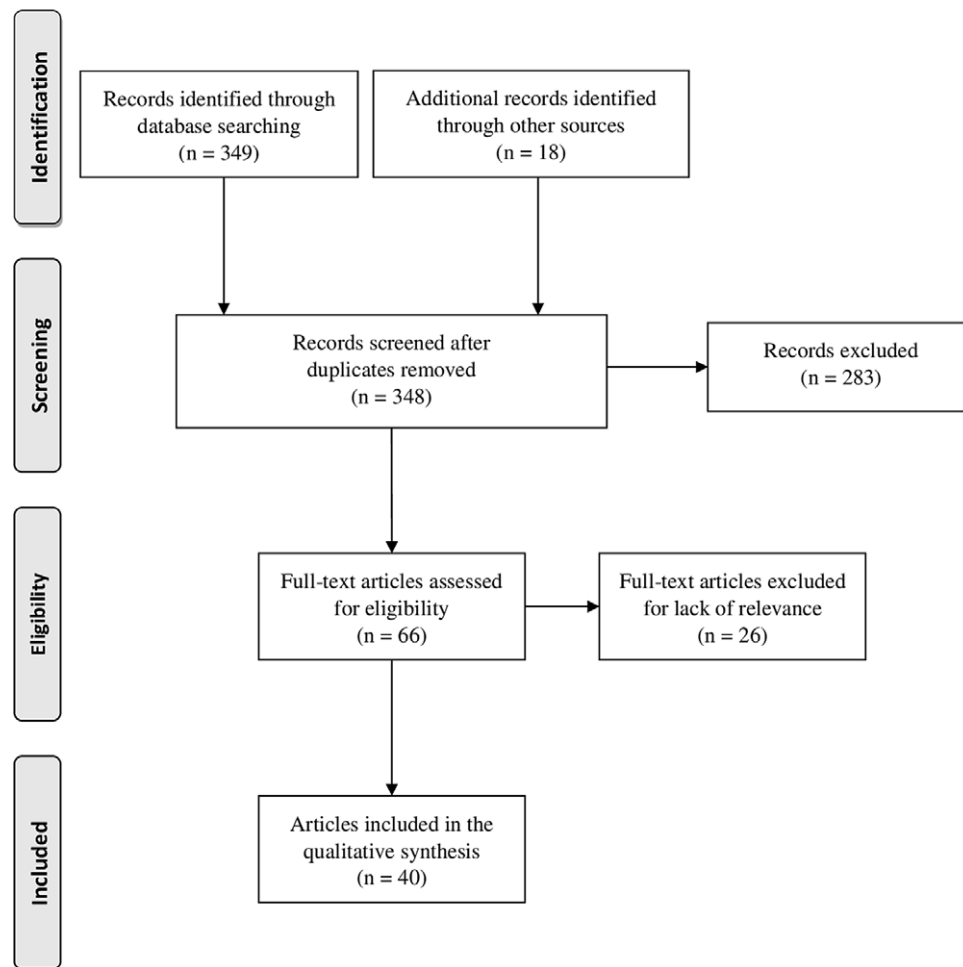 Identification
Records identified through
database searching
(n = 349)
Additional records identified
through other sources
(n = 18)
Screening
Records screened after
duplicates removed
(n = 348)
Records excluded
(n = 283)
Eligibility
Full-text articles assessed
for eligibility
(n = 66)
Full-text articles excluded
for lack of relevance
(n = 26)
Included
Articles included in the
qualitative synthesis
(n = 40)